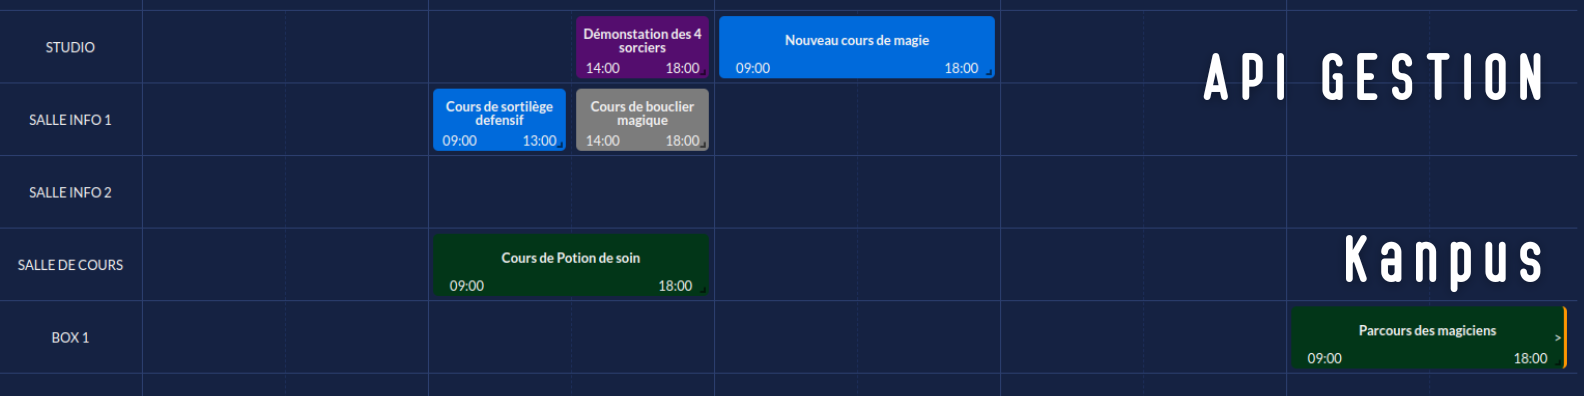 STUDIO
Démonstation des 4
sorciers
14:00 18:00
Nouveau cours de magie
09:00 18:00
API GESTION
SALLE INFO 1
Cours de sortilège
defensif
09:00 13:00
Cours de bouclier
magique
14:00 18:00
SALLE INFO 2
SALLE DE COURS
Cours de Potion de soin
09:00 18:00
Kanpus
BOX 1
Parcours des magiciens
>
09:00 18:00